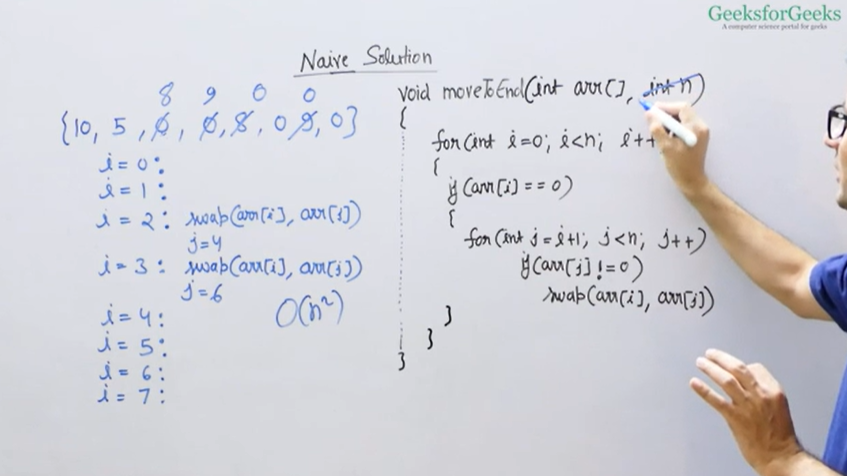 GeeksforGeeks
A computer science portal for geeks
Naive Solution
8 9 0 0
{10, 5, 0, 0, 8, 0 9, 0}
i = 0:
i = 1:
i = 2: swap(arr[i], arr[j])
j=4
i = 3: swap(arr[i], arr[j])
j=6
O(n²)
i = 4:
i = 5:
i = 6:
i = 7:
void moveToEnd(int arr[], int n)
{
for(int i=0; i<n; i++
{
if(arr[i] == 0)
{
for(int j=i+1; j<n; j++)
if(arr[j] != 0)
swap(arr[i], arr[j])
}
}
}